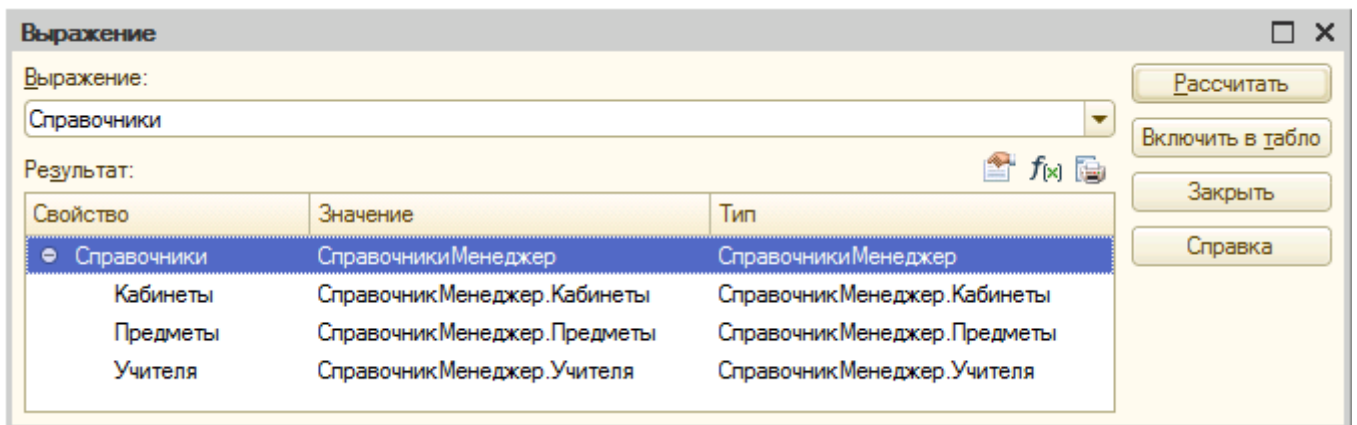 Выражение
Выражение:
Рассчитать
Справочники
Включить в табло
Результат:
f(x)
Закрыть
Свойство Значение Тип
Справка
Справочники СправочникиМенеджер СправочникиМенеджер
Кабинеты СправочникМенеджер.Кабинеты СправочникМенеджер.Кабинеты
Предметы СправочникМенеджер.Предметы СправочникМенеджер.Предметы
Учителя СправочникМенеджер.Учителя СправочникМенеджер.Учителя